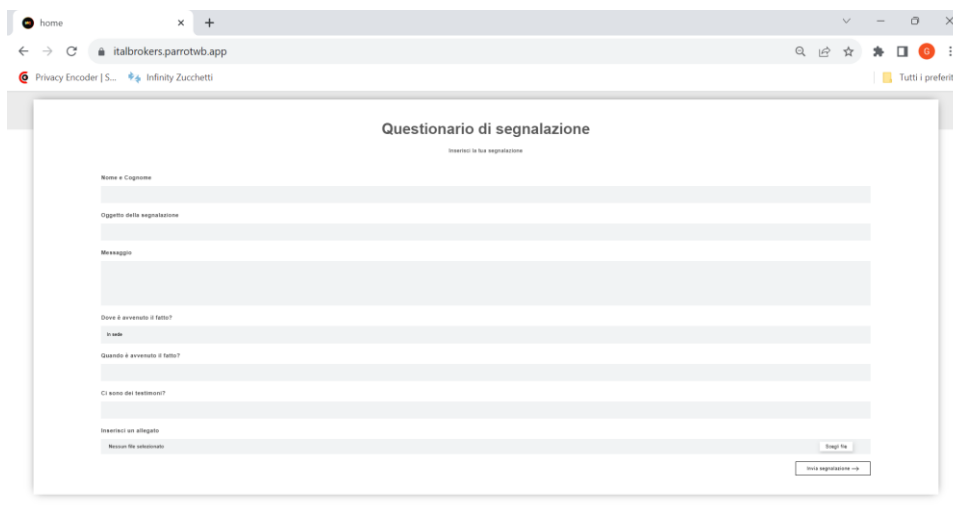 home
italbrokers.parrotwb.app
G
Privacy Encoder | S... Infinity Zucchetti Tutti i preferit
Questionario di segnalazione
Inserisci la tua segnalazione
Nome e Cognome
Oggetto della segnalazione
Messaggio
Dove è avvenuto il fatto?
In sede
Quando è avvenuto il fatto?
Ci sono dei testimoni?
Inserisci un allegato
Nessun file selezionato Scegli file
Invia segnalazione